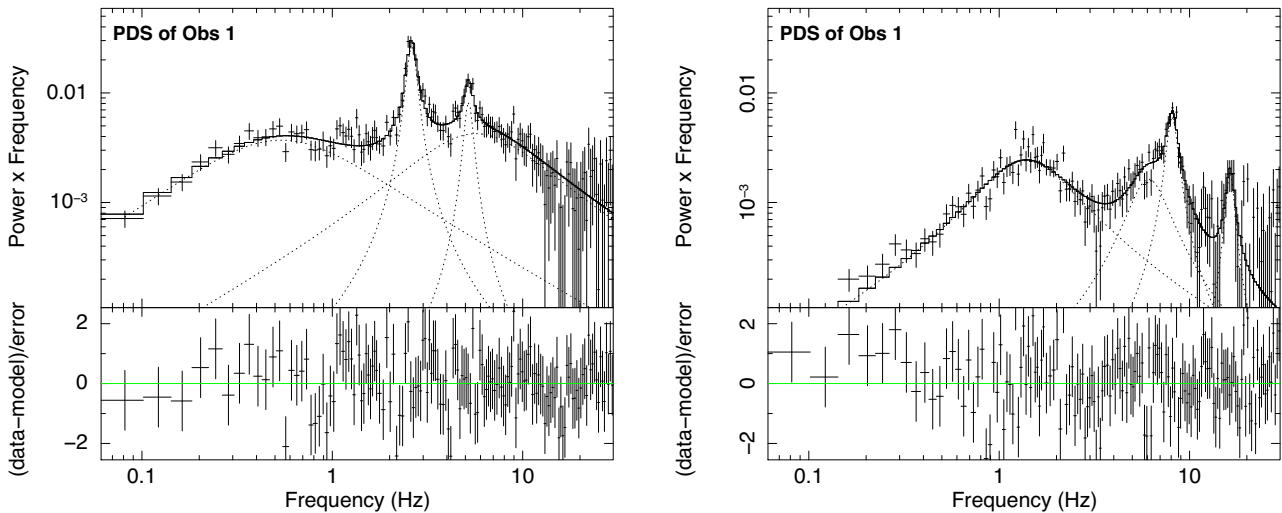 PDS of Obs 1
Power x Frequency
0.01
10⁻³
(data−model)/error
2
0
−2
0.1
1
10
Frequency (Hz)
PDS of Obs 1
Power x Frequency
0.01
10⁻³
(data−model)/error
2
0
−2
0.1
1
10
Frequency (Hz)